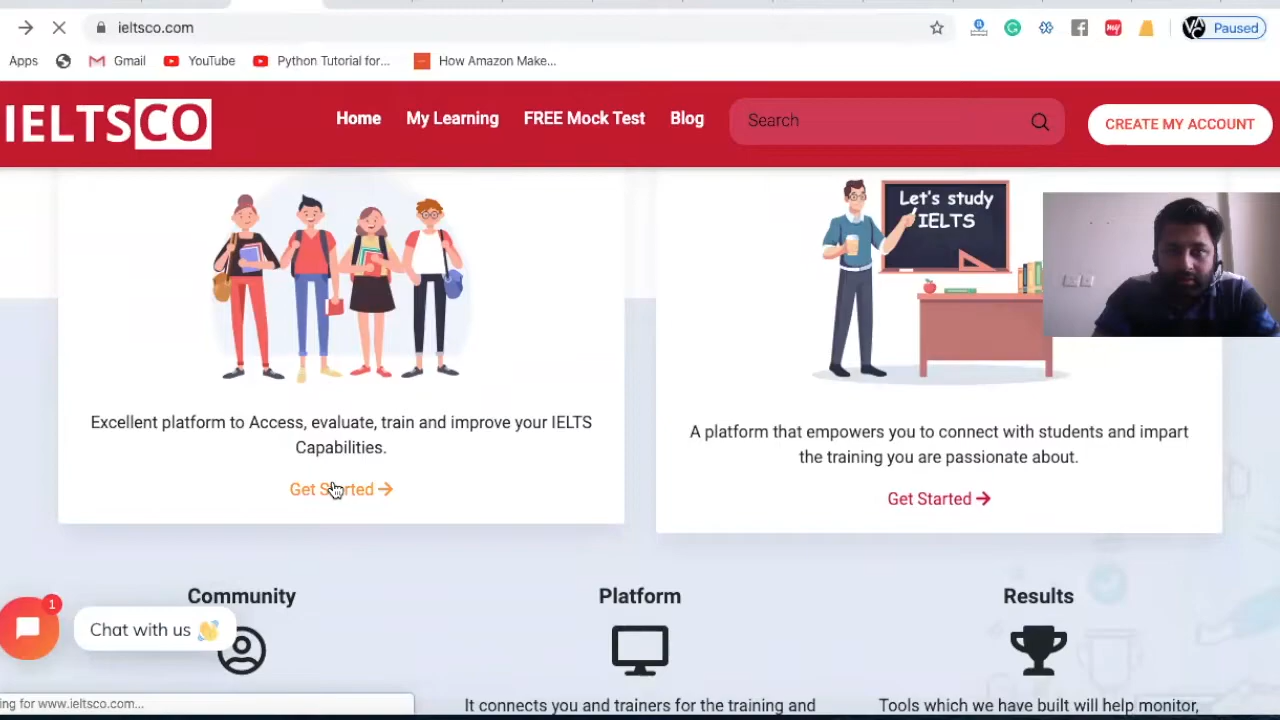 ieltsco.com
Paused
Apps
Gmail
YouTube
Python Tutorial for...
How Amazon Make...
IELTSCO
Home
My Learning
FREE Mock Test
Blog
Search
CREATE MY ACCOUNT
Let's study
IELTS
Excellent platform to Access, evaluate, train and improve your IELTS
Capabilities.
Get Started
A platform that empowers you to connect with students and impart
the training you are passionate about.
Get Started
Community
Platform
Results
1
Chat with us
ing for www.ieltsco.com...
It connects you and trainers for the training and
Tools which we have built will help monitor,